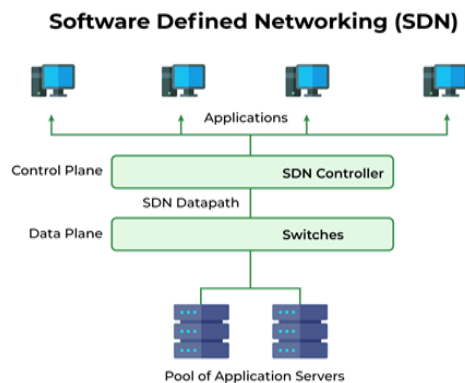 Software Defined Networking (SDN)
Applications
Control Plane
SDN Controller
SDN Datapath
Data Plane
Switches
Pool of Application Servers